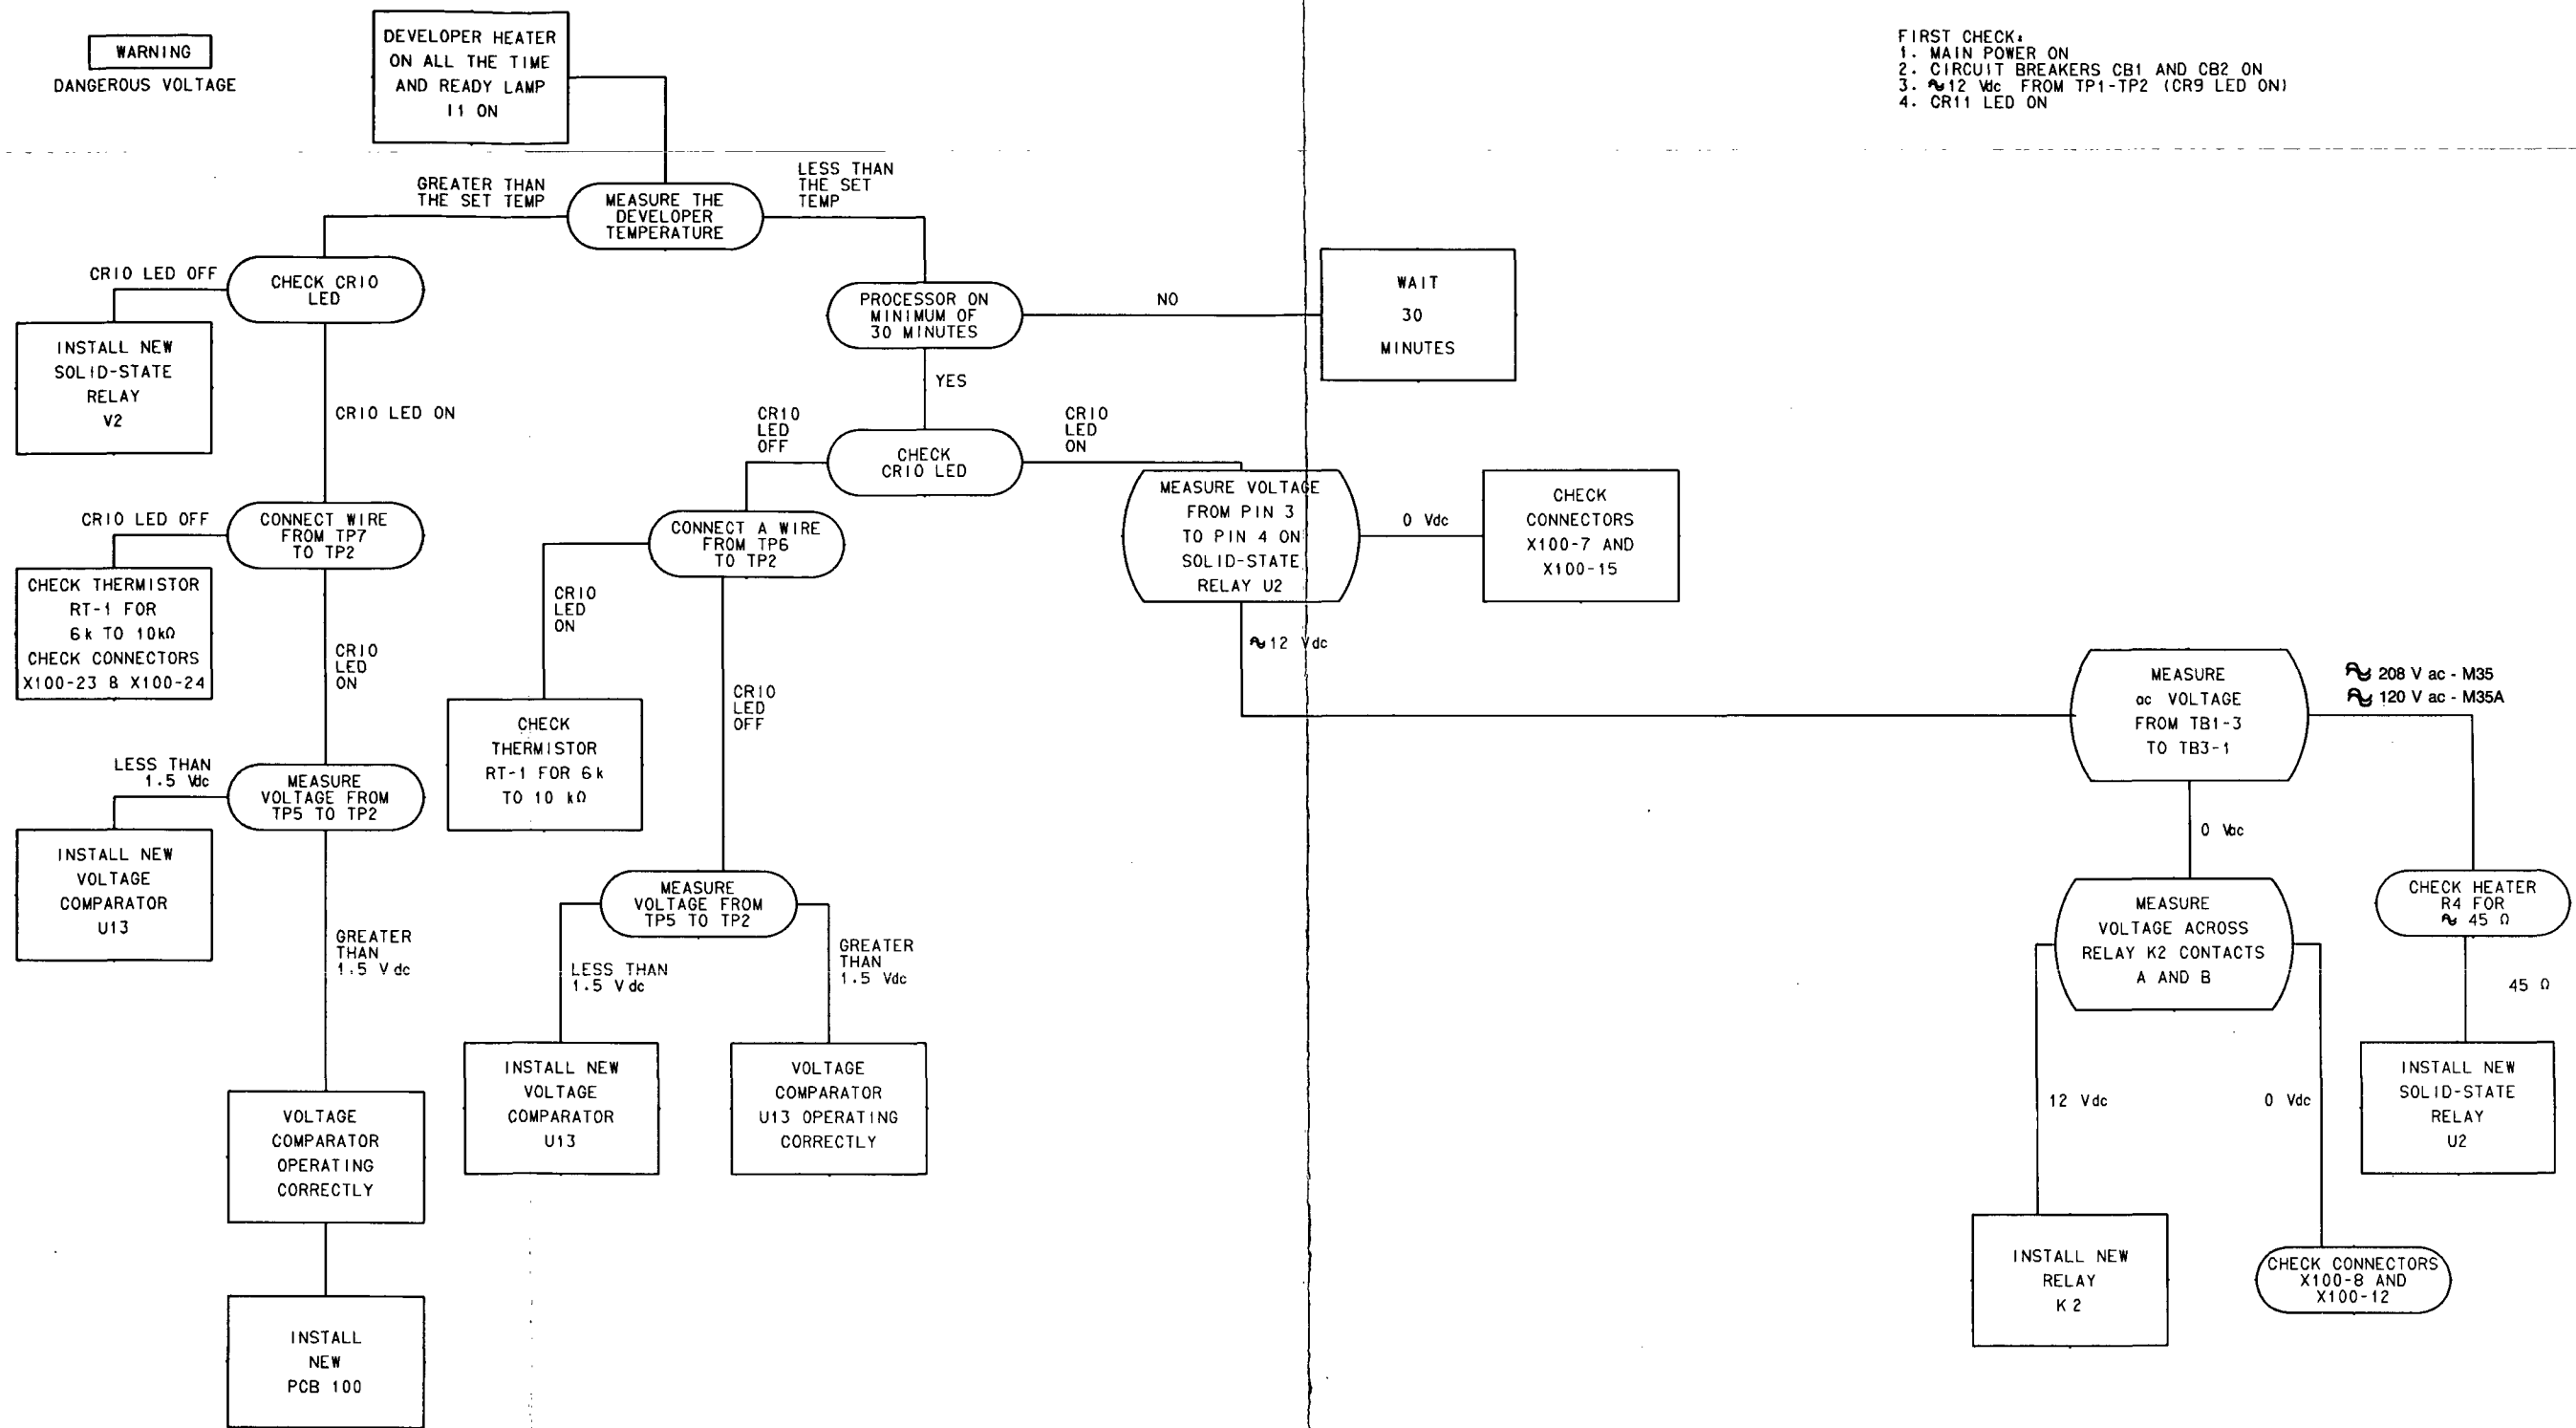 WARNING
DANGEROUS VOLTAGE
DEVELOPER HEATER
ON ALL THE TIME
AND READY LAMP
I1 ON
FIRST CHECK:
1. MAIN POWER ON
2. CIRCUIT BREAKERS CB1 AND CB2 ON
3. ≈12 Vdc FROM TP1-TP2 (CR9 LED ON)
4. CR11 LED ON
GREATER THAN
THE SET TEMP
MEASURE THE
DEVELOPER
TEMPERATURE
LESS THAN
THE SET
TEMP
CR10 LED OFF
CHECK CR10
LED
INSTALL NEW
SOLID-STATE
RELAY
V2
CR10 LED ON
PROCESSOR ON
MINIMUM OF
30 MINUTES
NO
WAIT
30
MINUTES
YES
CR10
LED
OFF
CHECK
CR10 LED
CR10
LED
ON
CR10 LED OFF
CONNECT WIRE
FROM TP7
TO TP2
CHECK THERMISTOR
RT-1 FOR
6k TO 10kΩ
CHECK CONNECTORS
X100-23 & X100-24
CR10
LED
ON
CONNECT A WIRE
FROM TP6
TO TP2
CR10
LED
ON
CR10
LED
OFF
CHECK
THERMISTOR
RT-1 FOR 6k
TO 10 kΩ
MEASURE VOLTAGE
FROM PIN 3
TO PIN 4 ON
SOLID-STATE
RELAY U2
0 Vdc
CHECK
CONNECTORS
X100-7 AND
X100-15
≈12 Vdc
MEASURE
ac VOLTAGE
FROM TB1-3
TO TB3-1
≈ 208 V ac - M35
≈ 120 V ac - M35A
LESS THAN
1.5 Vdc
MEASURE
VOLTAGE FROM
TP5 TO TP2
INSTALL NEW
VOLTAGE
COMPARATOR
U13
GREATER
THAN
1.5 Vdc
MEASURE
VOLTAGE FROM
TP5 TO TP2
LESS THAN
1.5 Vdc
GREATER
THAN
1.5 Vdc
0 Vac
MEASURE
VOLTAGE ACROSS
RELAY K2 CONTACTS
A AND B
CHECK HEATER
R4 FOR
≈ 45 Ω
45 Ω
VOLTAGE
COMPARATOR
OPERATING
CORRECTLY
INSTALL NEW
VOLTAGE
COMPARATOR
U13
VOLTAGE
COMPARATOR
U13 OPERATING
CORRECTLY
12 Vdc
0 Vdc
INSTALL NEW
SOLID-STATE
RELAY
U2
INSTALL
NEW
PCB 100
INSTALL NEW
RELAY
K2
CHECK CONNECTORS
X100-8 AND
X100-12